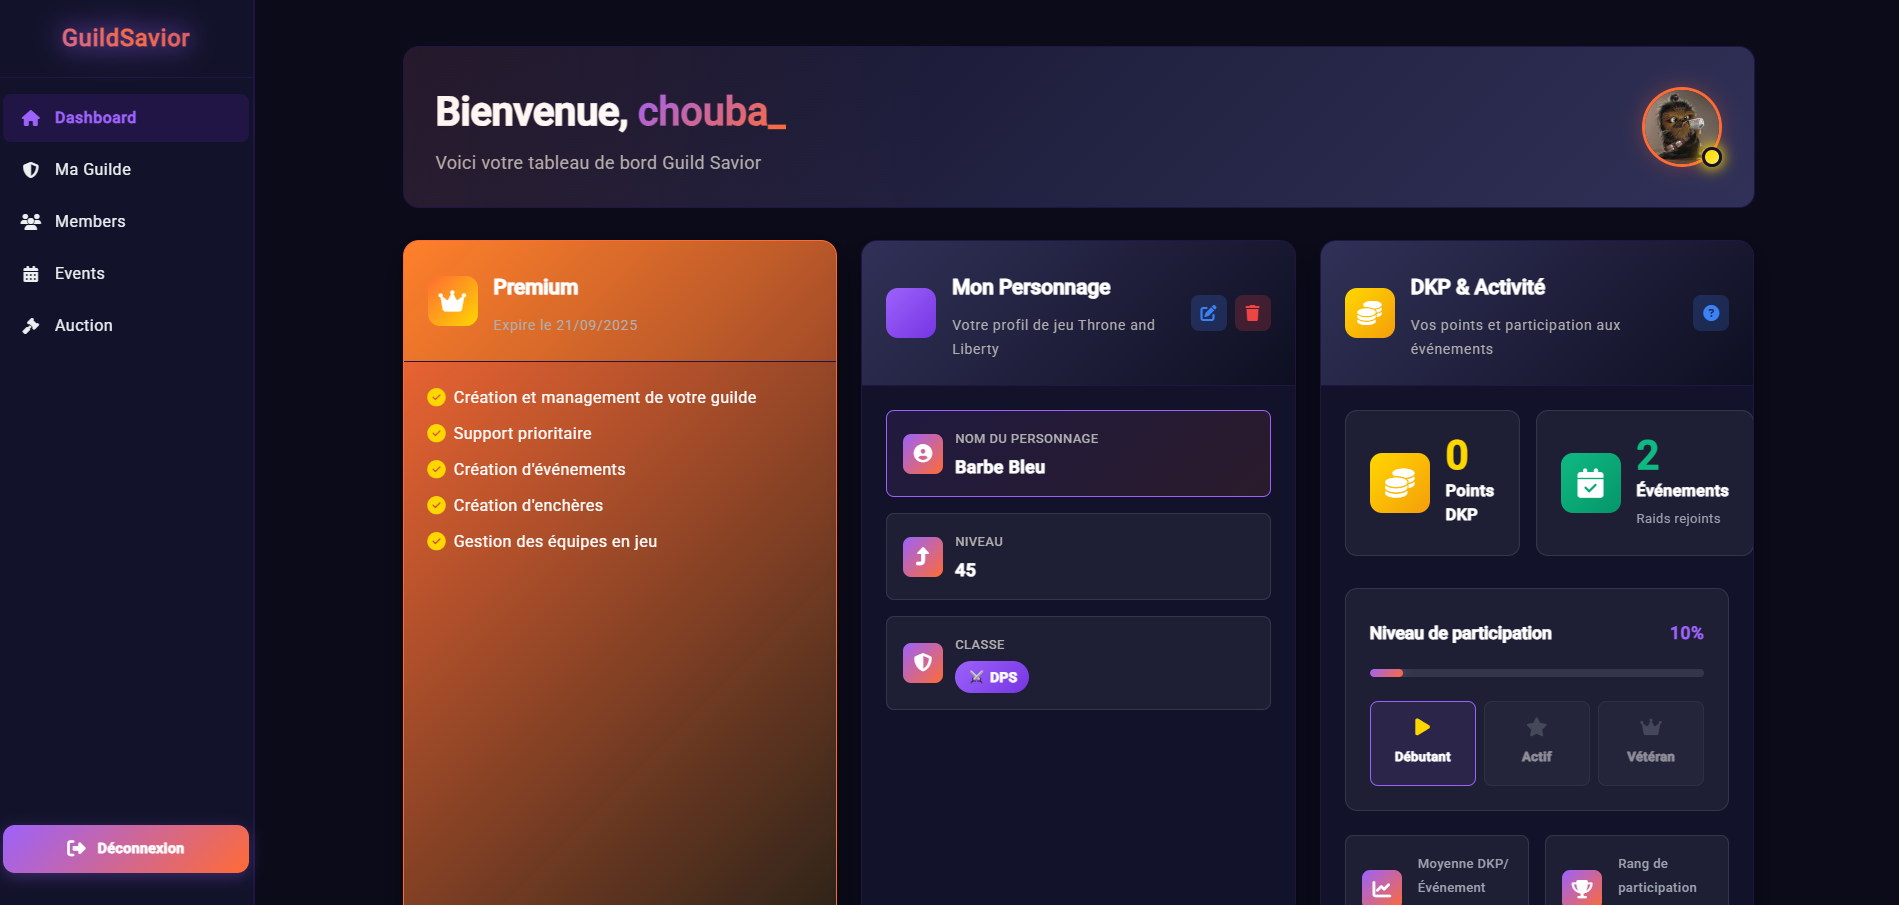 GuildSavior
Dashboard
Ma Guilde
Members
Events
Auction
Déconnexion
Bienvenue, chouba_
Voici votre tableau de bord Guild Savior
Premium
Expire le 21/09/2025
Création et management de votre guilde
Support prioritaire
Création d'événements
Création d'enchères
Gestion des équipes en jeu
Mon Personnage
Votre profil de jeu Throne and
Liberty
NOM DU PERSONNAGE
Barbe Bleu
NIVEAU
45
CLASSE
⚔️ DPS
DKP & Activité
Vos points et participation aux
événements
0
Points
DKP
2
Événements
Raids rejoints
Niveau de participation
10%
Débutant
Actif
Vétéran
Moyenne DKP/
Événement
Rang de
participation